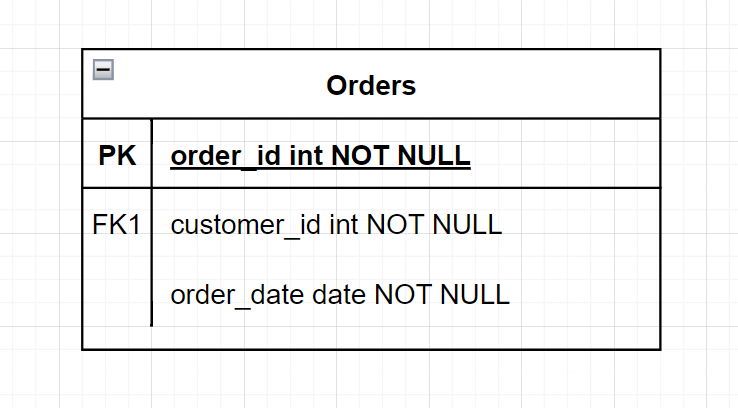 Orders
PK order_id int NOT NULL
FK1 customer_id int NOT NULL
order_date date NOT NULL